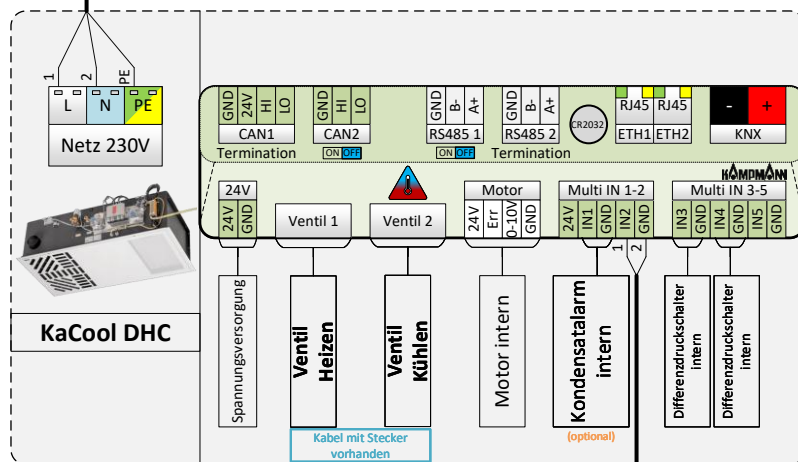 1
2
PE
L
N
PE
Netz 230V
GND
24V
HI
LO
CAN1
GND
HI
LO
CAN2
GND
B-
A+
RS485 1
GND
B-
A+
RS485 2
CR2032
RJ45
RJ45
ETH1
ETH2
-
+
KNX
Termination
ON OFF
ON OFF
Termination
KAMPMANN
24V
Motor
Multi IN 1-2
Multi IN 3-5
24V
GND
Ventil 1
Ventil 2
24V
Err
0-10V
GND
24V
IN1
GND
IN2
GND
IN3
GND
IN4
GND
IN5
GND
1
2
KaCool DHC
Spannungsversorgung
Ventil
Heizen
Ventil
Kühlen
Motor intern
Kondensatalarm
intern
Differenzdruckschalter
intern
Differenzdruckschalter
intern
Kabel mit Stecker
vorhanden
(optional)